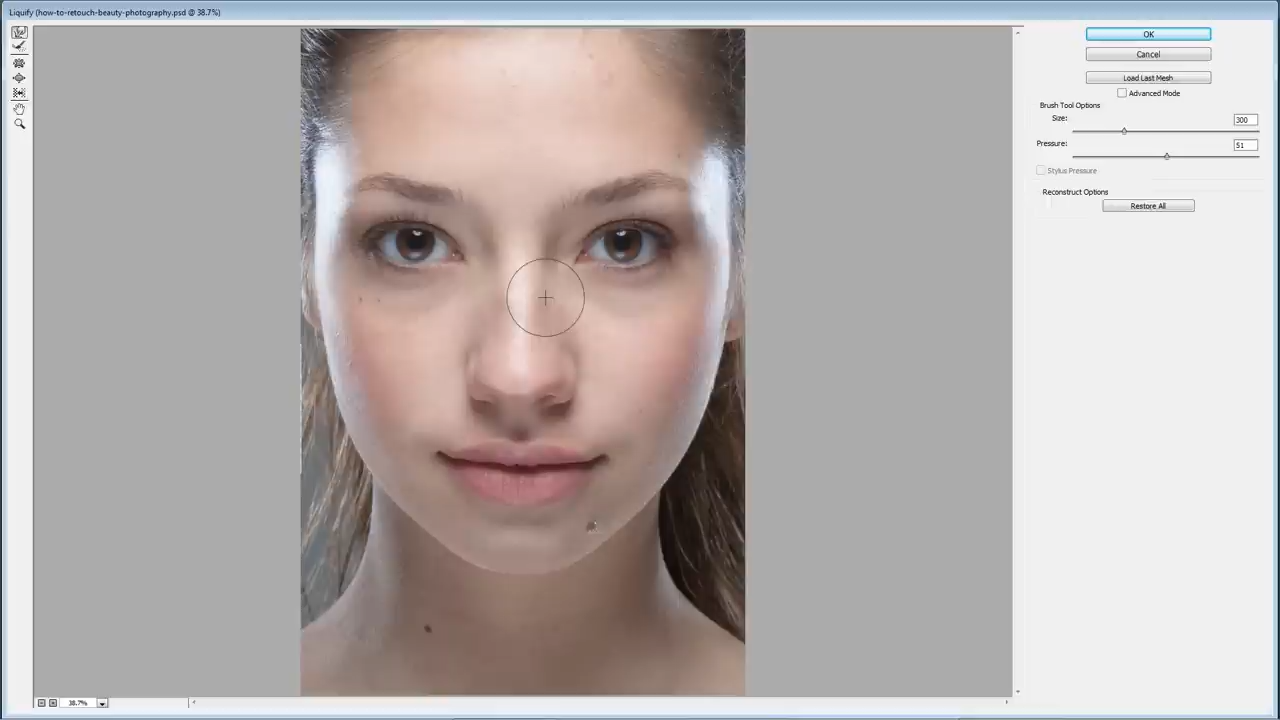 Liquify (how-to-retouch-beauty-photography.psd @ 38.7%)
OK
Cancel
Load Last Mesh
Advanced Mode
Brush Tool Options
Size: 300
Pressure: 51
Stylus Pressure
Reconstruct Options
Restore All
38.7%